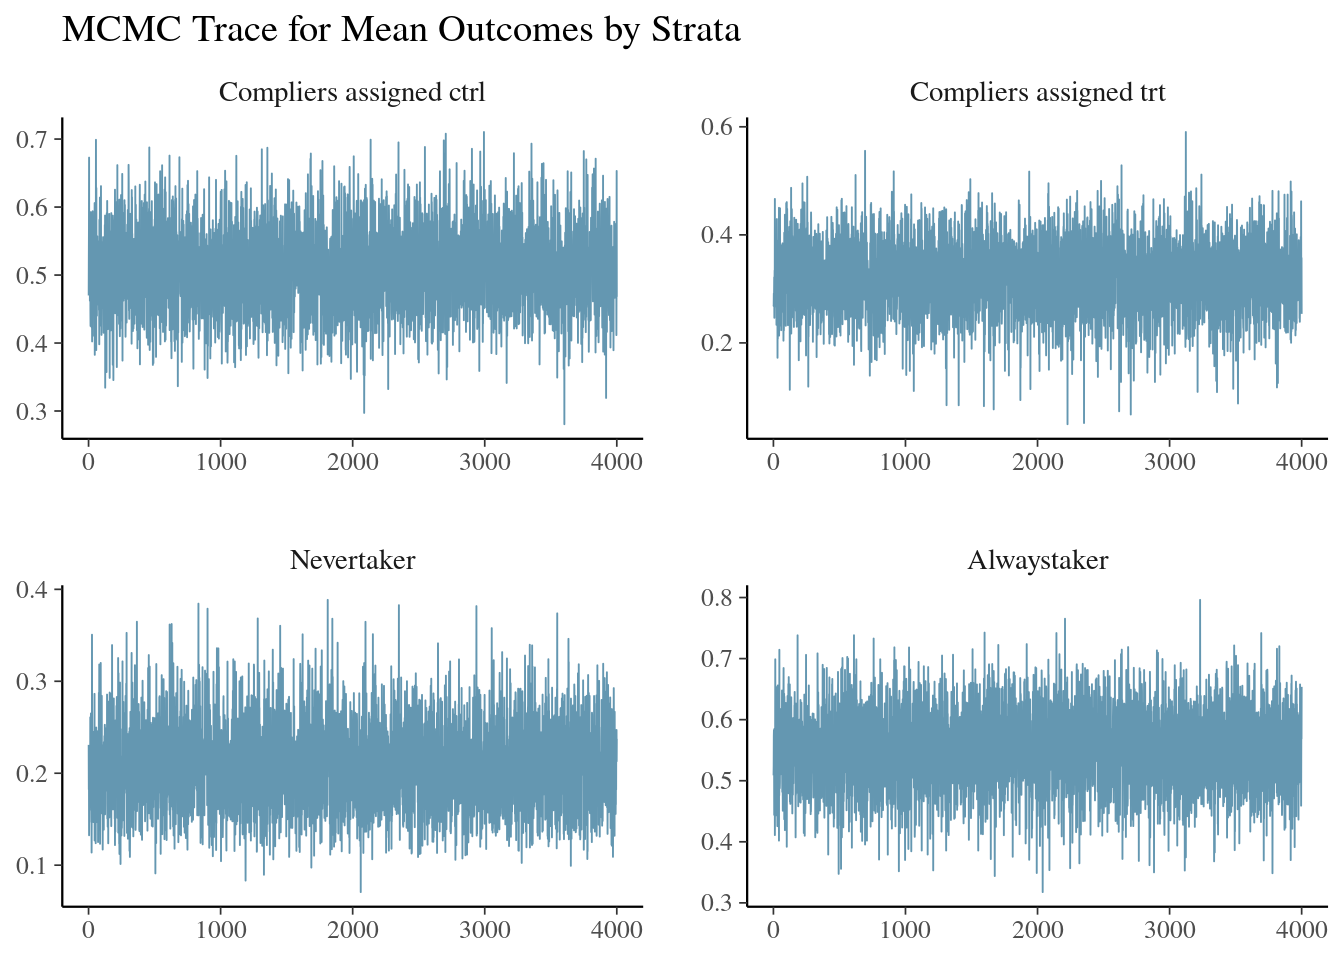 MCMC Trace for Mean Outcomes by Strata
Compliers assigned ctrl
0.7
0.6
0.5
0.4
0.3
0 1000 2000 3000 4000
Compliers assigned trt
0.6
0.4
0.2
0 1000 2000 3000 4000
Nevertaker
0.4
0.3
0.2
0.1
0 1000 2000 3000 4000
Alwaystaker
0.8
0.7
0.6
0.5
0.4
0.3
0 1000 2000 3000 4000